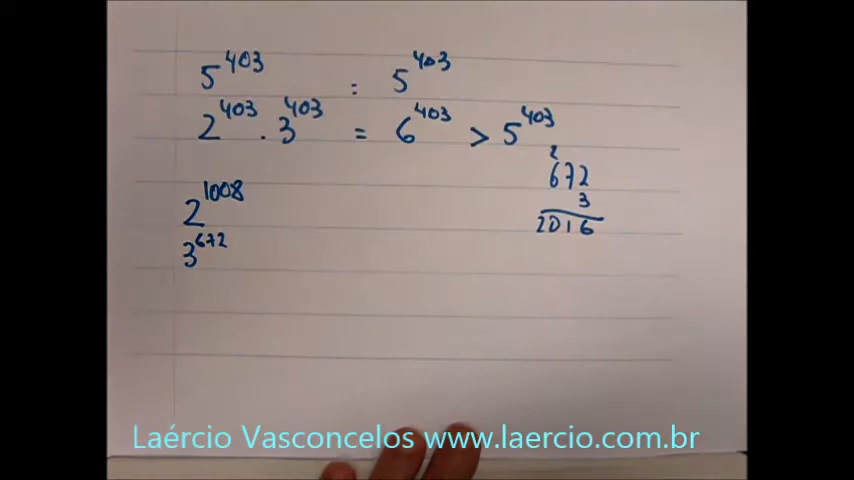 5^403 = 5^403
2^403 . 3^403 = 6^403 > 5^403
2
672
3
2016
2^1008
3^672
Laércio Vasconcelos www.laercio.com.br